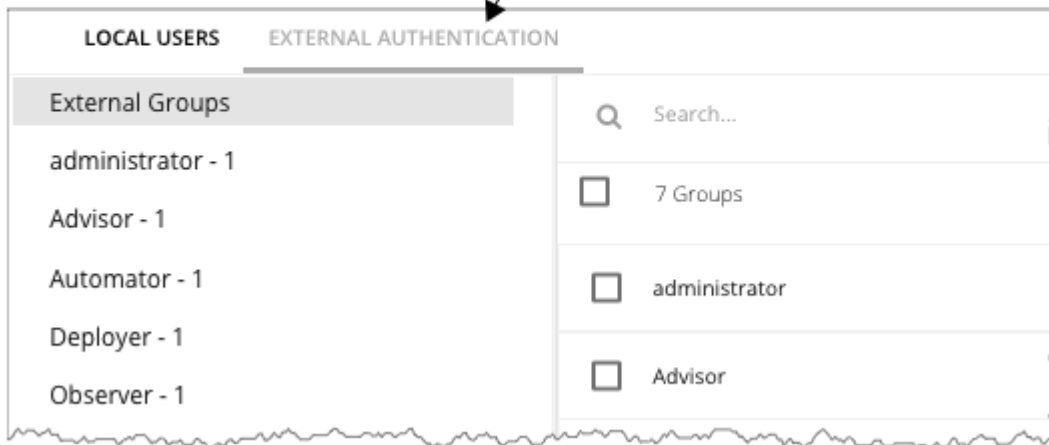 LOCAL USERS EXTERNAL AUTHENTICATION
External Groups
administrator - 1
Advisor - 1
Automator - 1
Deployer - 1
Observer - 1
Search...
7 Groups
administrator
Advisor